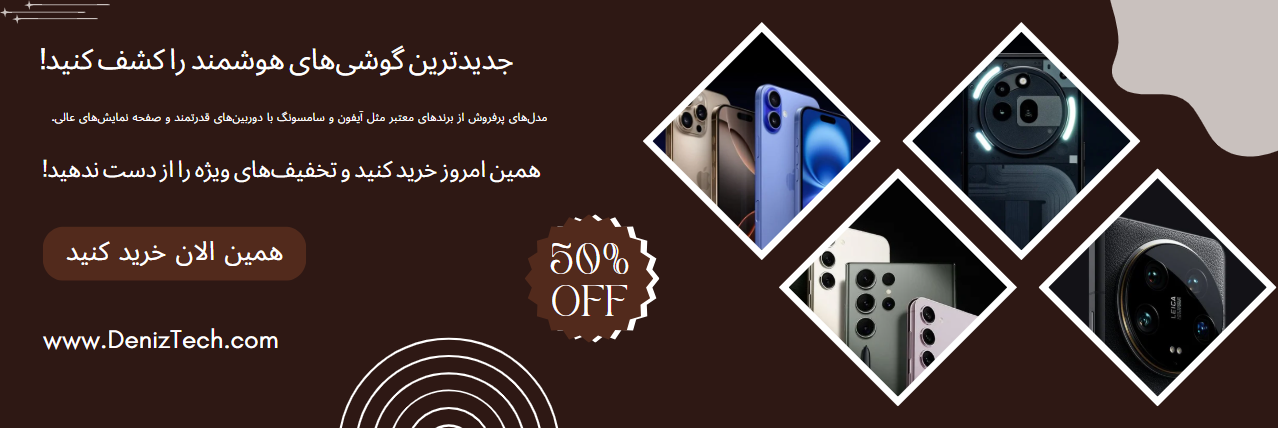 جدیدترین گوشی‌های هوشمند را کشف کنید!
مدل‌های پرفروش از برندهای معتبر مثل آیفون و سامسونگ با دوربین‌های قدرتمند و صفحه نمایش‌های عالی.
همین امروز خرید کنید و تخفیف‌های ویژه را از دست ندهید!
همین الان خرید کنید
50%
OFF
www.DenizTech.com
LEICA